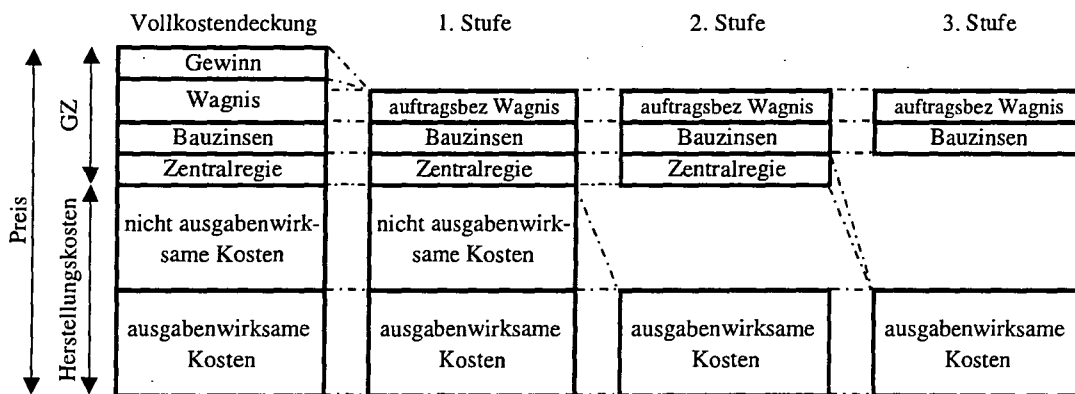 Vollkostendeckung
1. Stufe
2. Stufe
3. Stufe
Preis
GZ
Herstellungskosten
Gewinn
Wagnis
Bauzinsen
Zentralregie
nicht ausgabenwirk-
same Kosten
ausgabenwirksame
Kosten
auftragsbez Wagnis
Bauzinsen
Zentralregie
nicht ausgabenwirk-
same Kosten
ausgabenwirksame
Kosten
auftragsbez Wagnis
Bauzinsen
Zentralregie
ausgabenwirksame
Kosten
auftragsbez Wagnis
Bauzinsen
ausgabenwirksame
Kosten